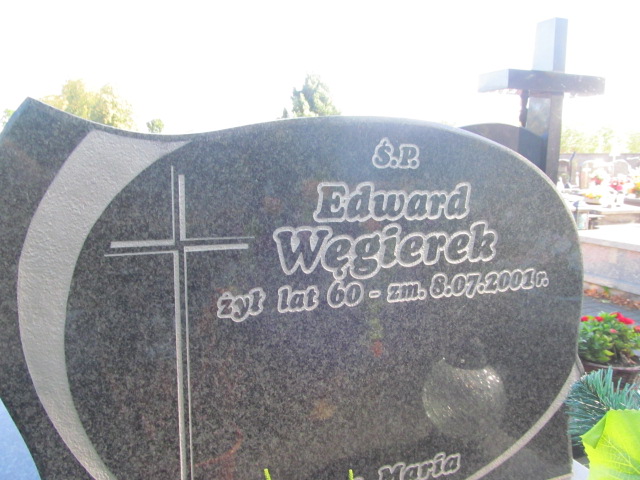 Ś.P.
Edward
Węgierek
żył lat 60 - zm. 8.07.2001 r.
Maria